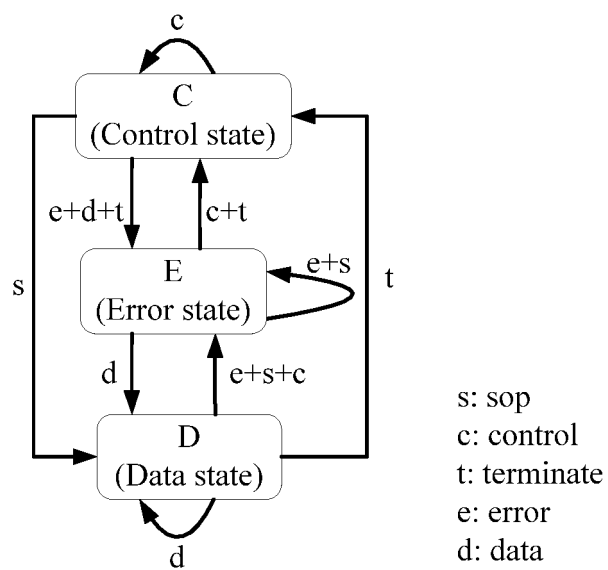 c
C
(Control state)
e+d+t
c+t
E
(Error state)
e+s
s
t
d
e+s+c
D
(Data state)
d
s: sop
c: control
t: terminate
e: error
d: data